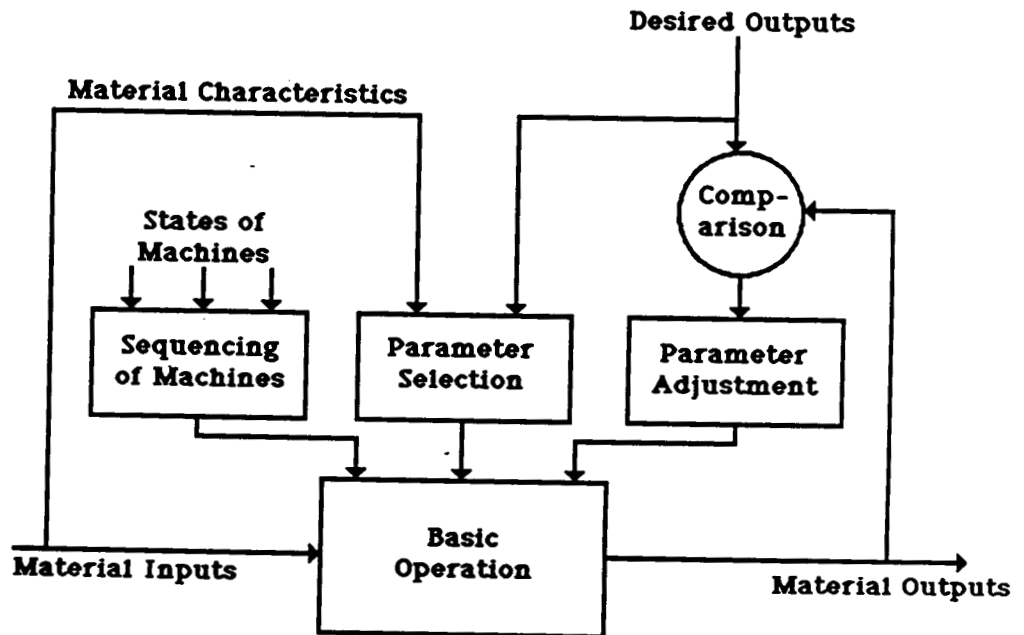 Desired Outputs
Material Characteristics
Comp-
arison
States of
Machines
Sequencing
of Machines
Parameter
Selection
Parameter
Adjustment
Basic
Operation
Material Inputs
Material Outputs